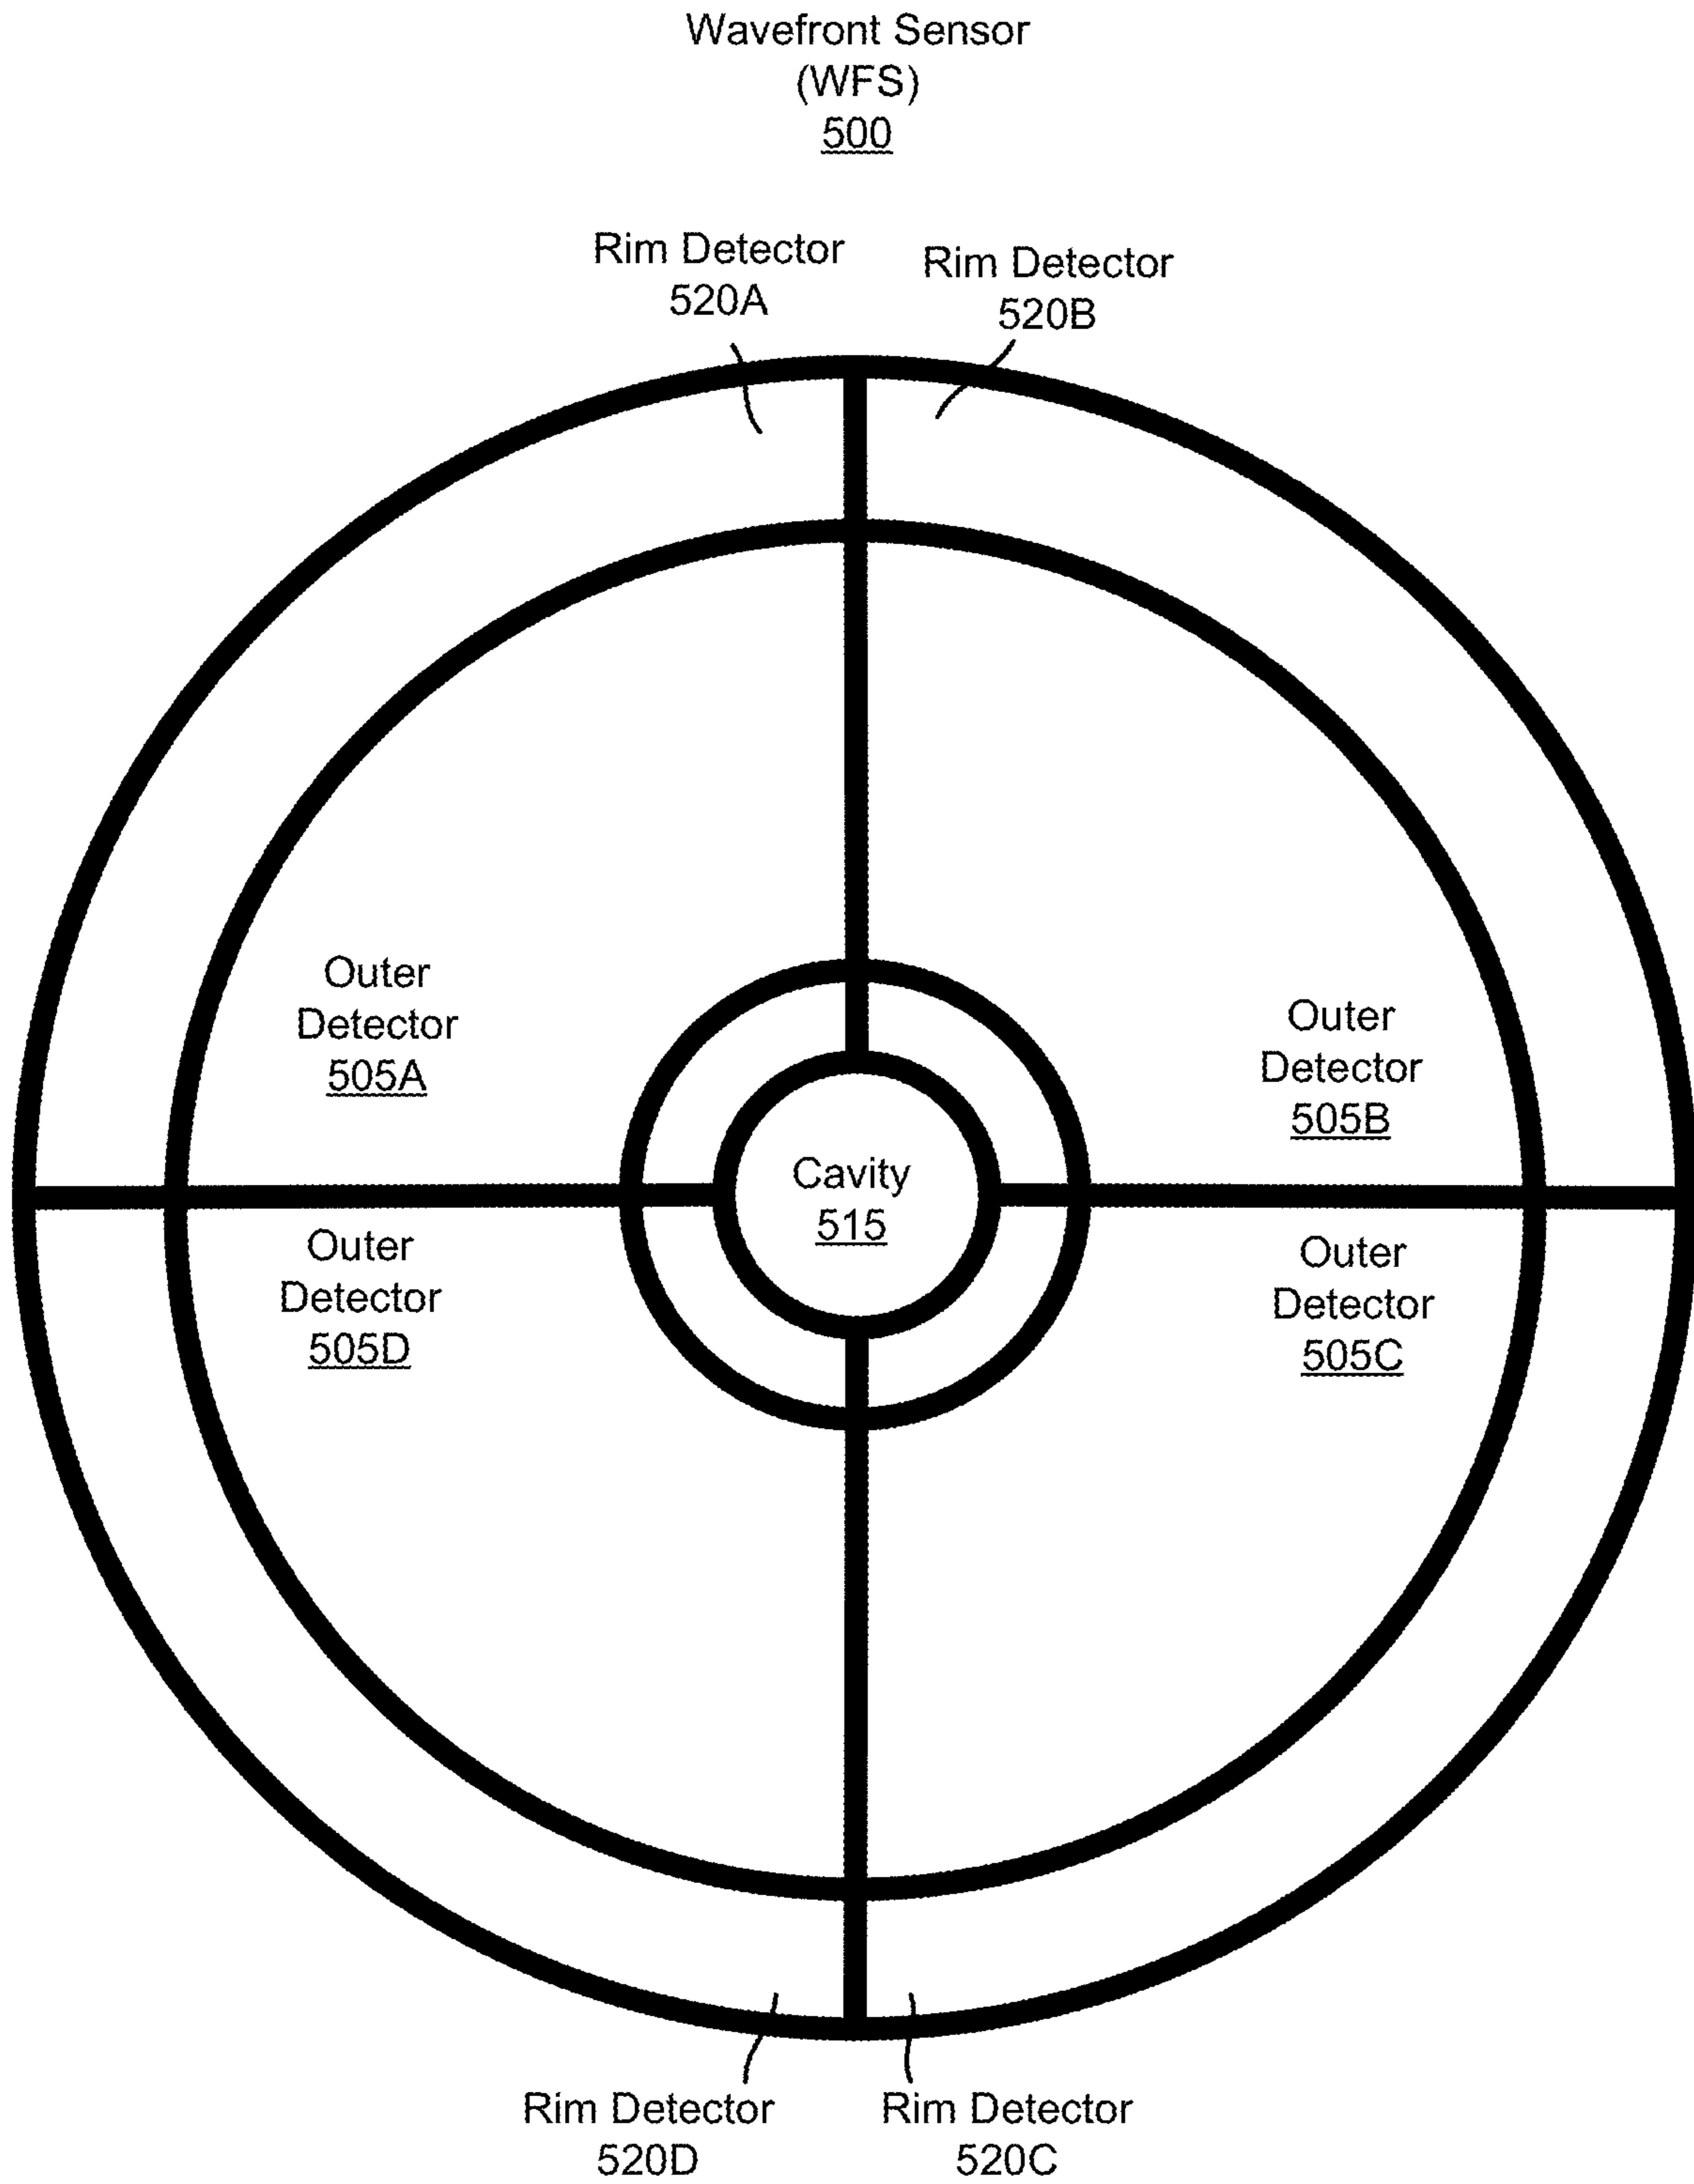 Wavefront Sensor
(WFS)
500
Rim Detector
520A
Rim Detector
520B
Outer
Detector
505A
Outer
Detector
505B
Cavity
515
Outer
Detector
505D
Outer
Detector
505C
Rim Detector
520D
Rim Detector
520C